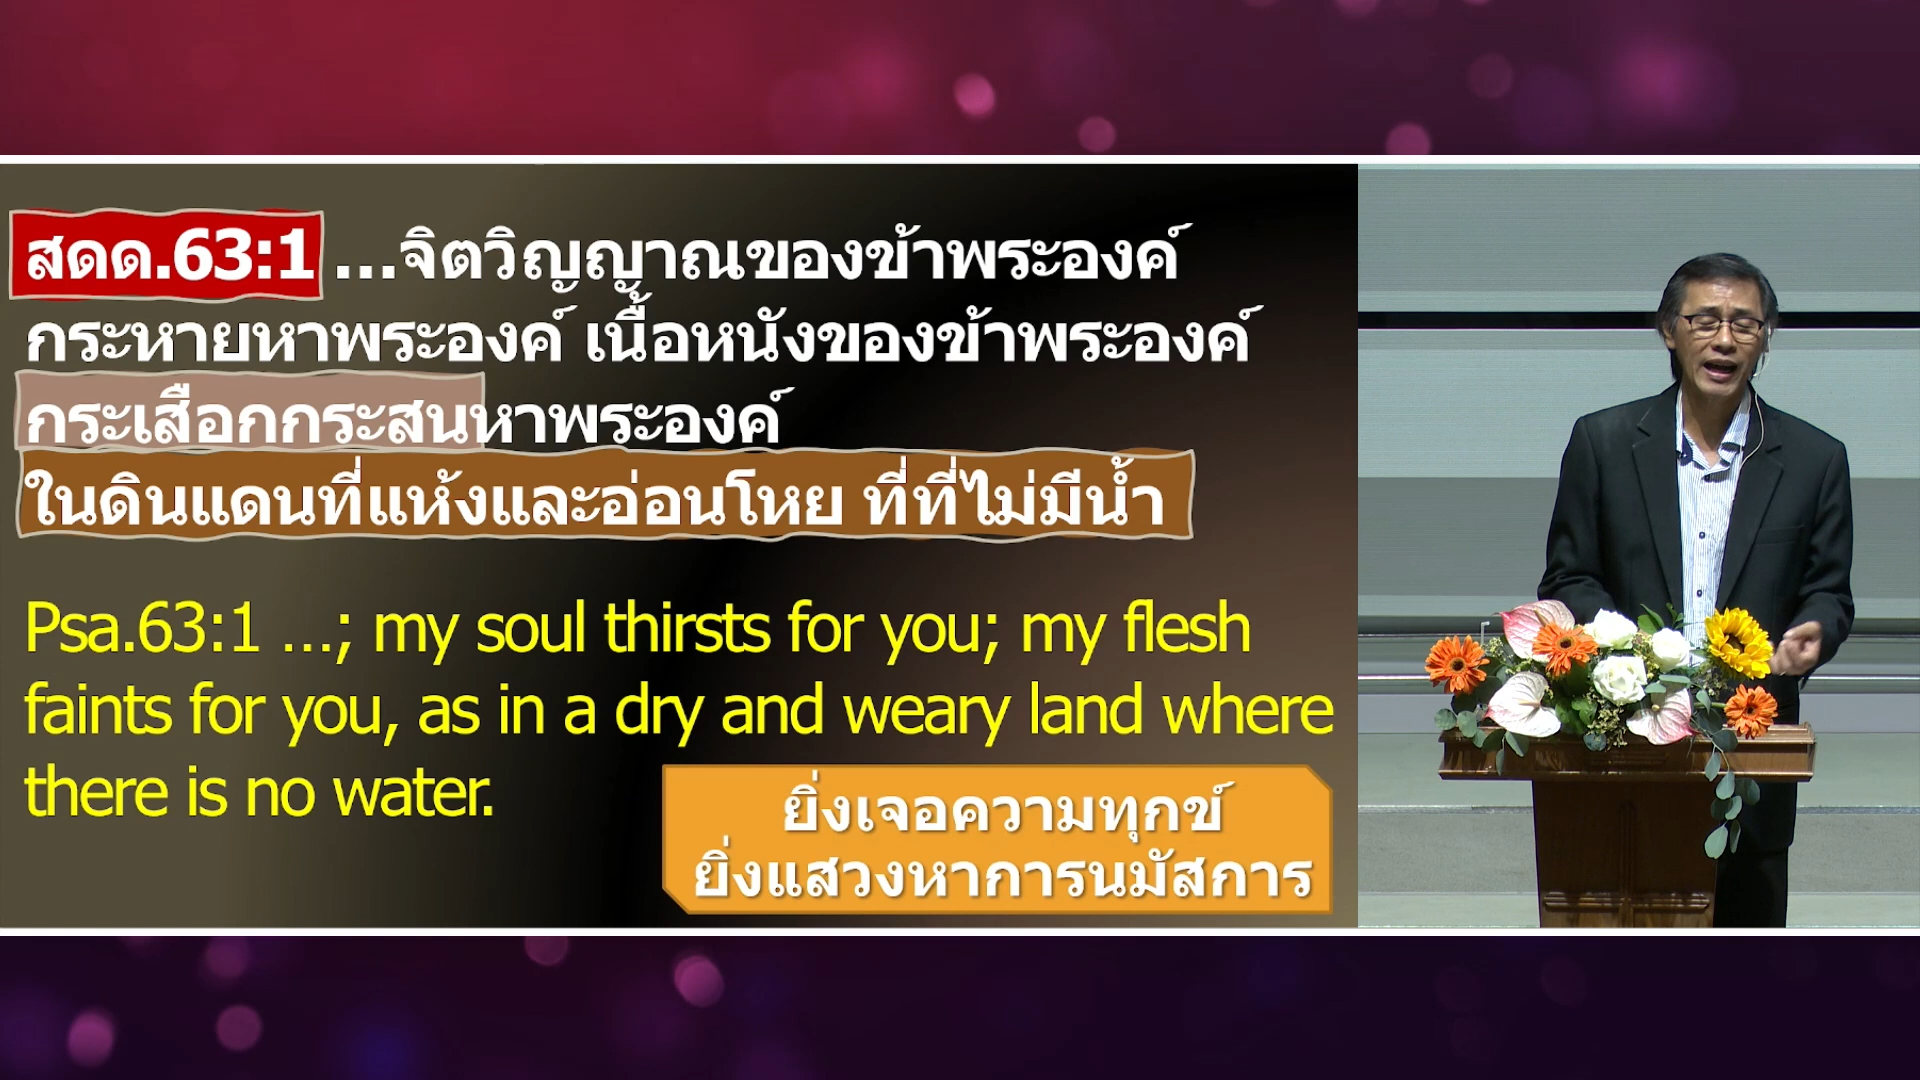 สดด.63:1 ...จิตวิญญาณของข้าพระองค์
กระหายหาพระองค์ เนื้อหนังของข้าพระองค์
กระเสือกกระสนหาพระองค์
ในดินแดนที่แห้งและอ่อนโหย ที่ที่ไม่มีน้ำ
Psa.63:1 ...; my soul thirsts for you; my flesh
faints for you, as in a dry and weary land where
there is no water.
ยิ่งเจอความทุกข์
ยิ่งแสวงหาการนมัสการ